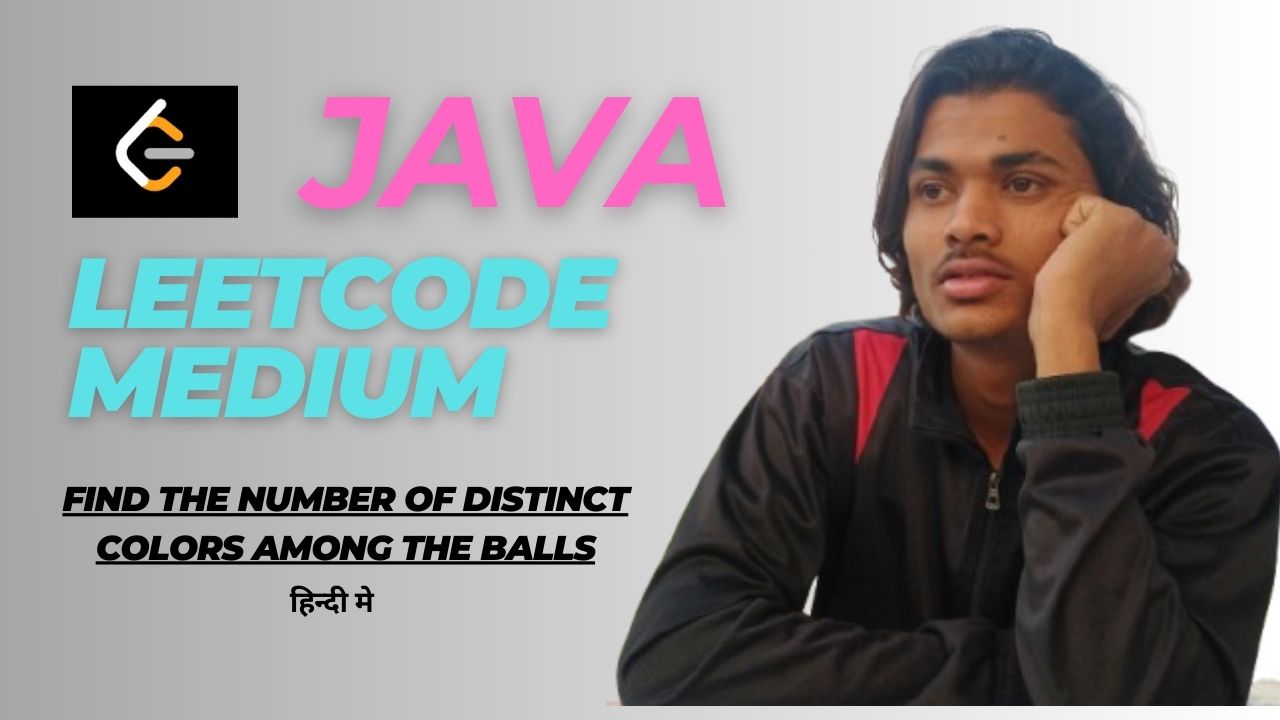 JAVA
LEETCODE
MEDIUM
FIND THE NUMBER OF DISTINCT
COLORS AMONG THE BALLS
हिन्दी मे